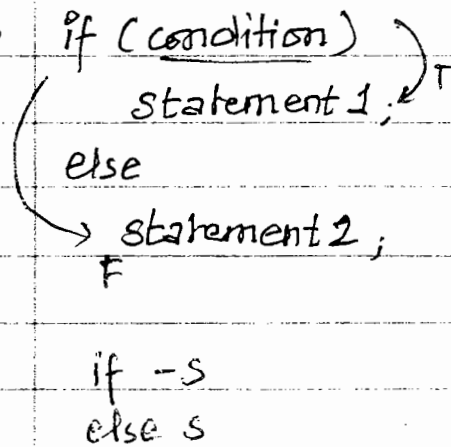 if (condition)
T
statement 1;
else
statement 2;
F
if -s
else s